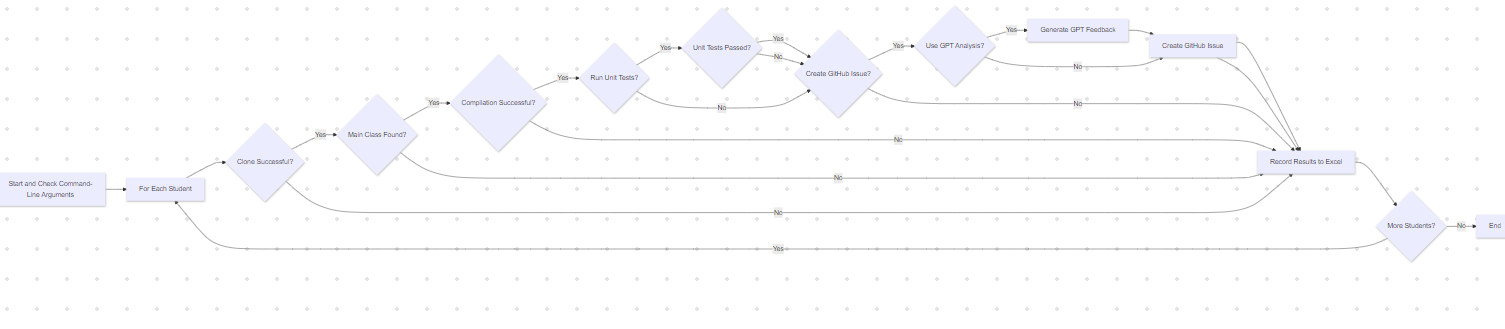 Start and Check Command-
Line Arguments
For Each Student
Clone Successful?
Yes
Main Class Found?
Yes
Compilation Successful?
Yes
Run Unit Tests?
Yes
Unit Tests Passed?
Yes
No
No
Create GitHub Issue?
Yes
Use GPT Analysis?
Yes
Generate GPT Feedback
Create GitHub Issue
No
No
No
No
No
Record Results to Excel
More Students?
Yes
No
End